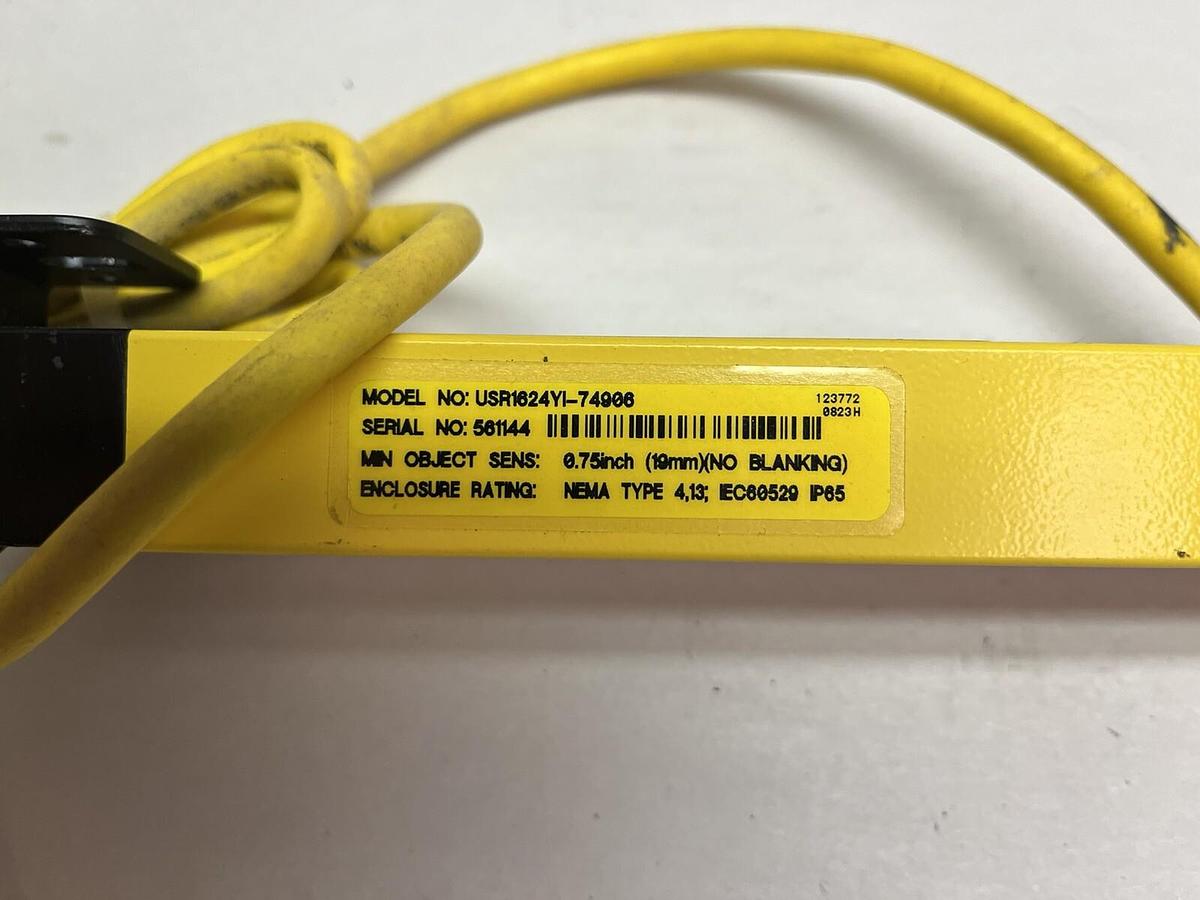 MODEL NO: USR1624YI-74906
123772
0823H
SERIAL NO: 561144
MIN OBJECT SENS: 0.75inch (19mm)(NO BLANKING)
ENCLOSURE RATING: NEMA TYPE 4,13; IEC60529 IP65